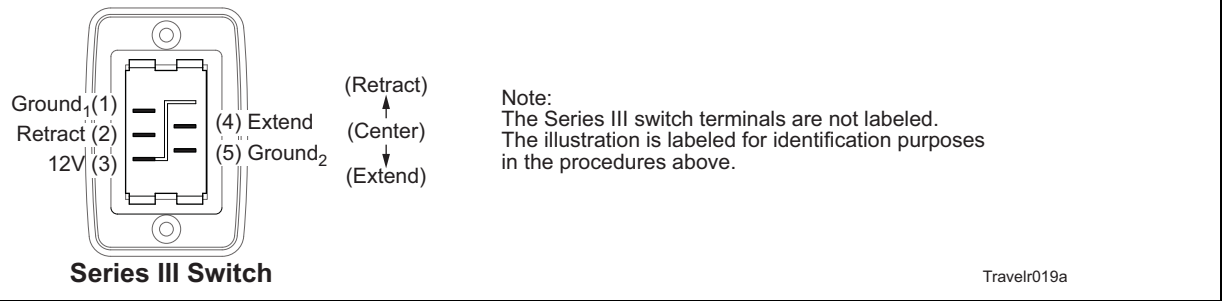 Ground1(1)
Retract (2)
12V (3)
(4) Extend
(5) Ground2
(Retract)
(Center)
(Extend)
Note:
The Series III switch terminals are not labeled.
The illustration is labeled for identification purposes
in the procedures above.
Series III Switch
Travelr019a